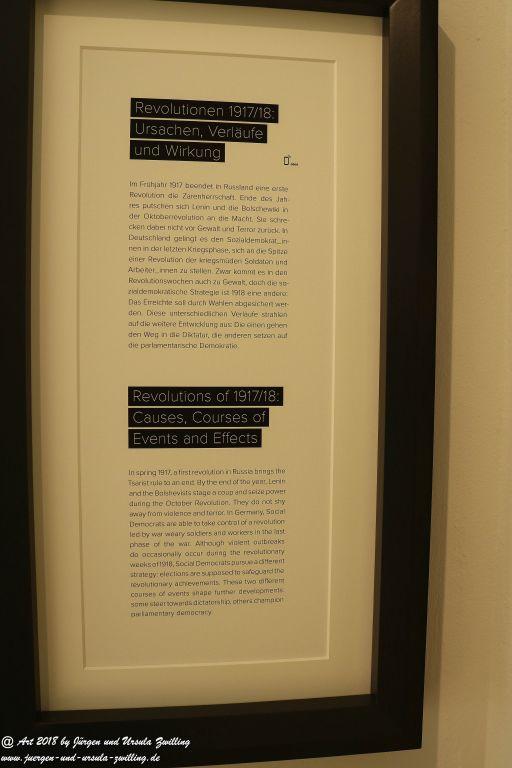 Revolutionen 1917/18:
Ursachen, Verläufe
und Wirkung
Im Frühjahr 1917 beendet in Russland eine erste
Revolution die Zarenherrschaft. Ende des Jah-
res putschen sich Lenin und die Bolschewiki in
der Oktoberrevolution an die Macht. Sie schre-
cken dabei nicht vor Gewalt und Terror zurück. In
Deutschland gelingt es den Sozialdemokrat_in-
nen in der letzten Kriegsphase, sich an die Spitze
einer Revolution der kriegsmüden Soldaten und
Arbeiter_innen zu stellen. Zwar kommt es in den
Revolutionswochen auch zu Gewalt, doch die so-
zialdemokratische Strategie ist 1918 eine andere:
Das Erreichte soll durch Wahlen abgesichert wer-
den. Diese unterschiedlichen Verläufe strahlen
auf die weitere Entwicklung aus: Die einen gehen
den Weg in die Diktatur, die anderen setzen auf
die parlamentarische Demokratie.
Revolutions of 1917/18:
Causes, Courses of
Events and Effects
In spring 1917, a first revolution in Russia brings the
Tsarist rule to an end. By the end of the year, Lenin
and the Bolshevists stage a coup and seize power
during the October Revolution. They do not shy
away from violence and terror. In Germany, Social
Democrats are able to take control of a revolution
led by war weary soldiers and workers in the last
phase of the war. Although violent outbreaks
do occasionally occur during the revolutionary
weeks of 1918, Social Democrats pursue a different
strategy: elections are supposed to safeguard the
revolutionary achievements. These two different
courses of events shape further developments:
some steer towards dictatorship, others champion
parliamentary democracy.
@ Art 2018 by Jürgen und Ursula Zwilling
www.juergen-und-ursula-zwilling.de